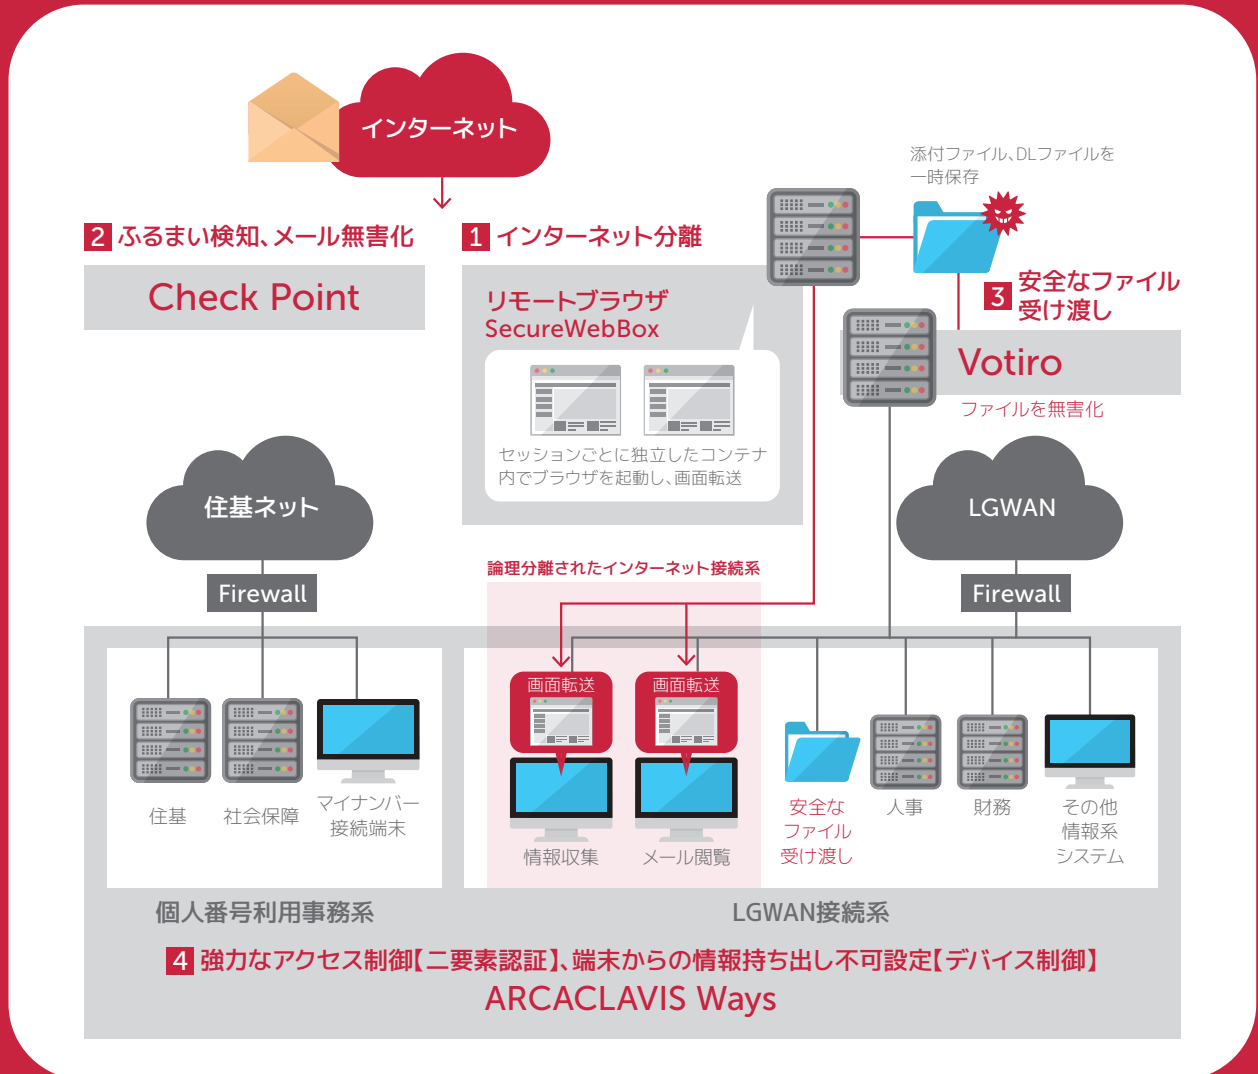 インターネット
添付ファイル、DLファイルを
一時保存
2 ふるまい検知、メール無害化
Check Point
1 インターネット分離
リモートブラウザ
SecureWebBox
セッションごとに独立したコンテナ
内でブラウザを起動し、画面転送
3 安全なファイル
受け渡し
Votiro
ファイルを無害化
住基ネット
Firewall
LGWAN
Firewall
論理分離されたインターネット接続系
画面転送
画面転送
住基
社会保障
マイナンバー
接続端末
情報収集
メール閲覧
安全な
ファイル
受け渡し
人事
財務
その他
情報系
システム
個人番号利用事務系
LGWAN接続系
4 強力なアクセス制御【二要素認証】、端末からの情報持ち出し不可設定【デバイス制御】
ARCACLAVIS Ways